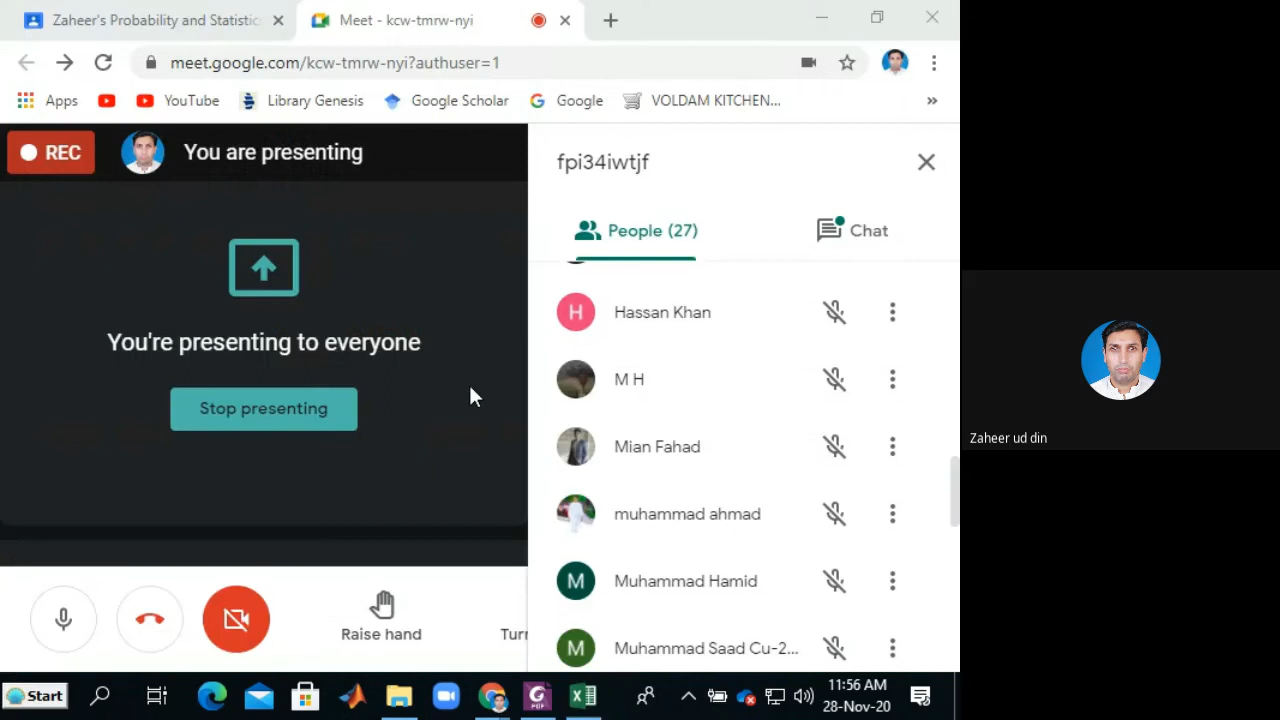 Zaheer's Probability and Statistic
Meet - kcw-tmrw-nyi
meet.google.com/kcw-tmrw-nyi?authuser=1
Apps
YouTube
Library Genesis
Google Scholar
Google
VOLDAM KITCHEN...
»
REC
You are presenting
You're presenting to everyone
Stop presenting
Raise hand
Turn
fpi34iwtjf
People (27)
Chat
H
Hassan Khan
M H
Mian Fahad
muhammad ahmad
M
Muhammad Hamid
M
Muhammad Saad Cu-2...
Zaheer ud din
Start
11:56 AM
28-Nov-20